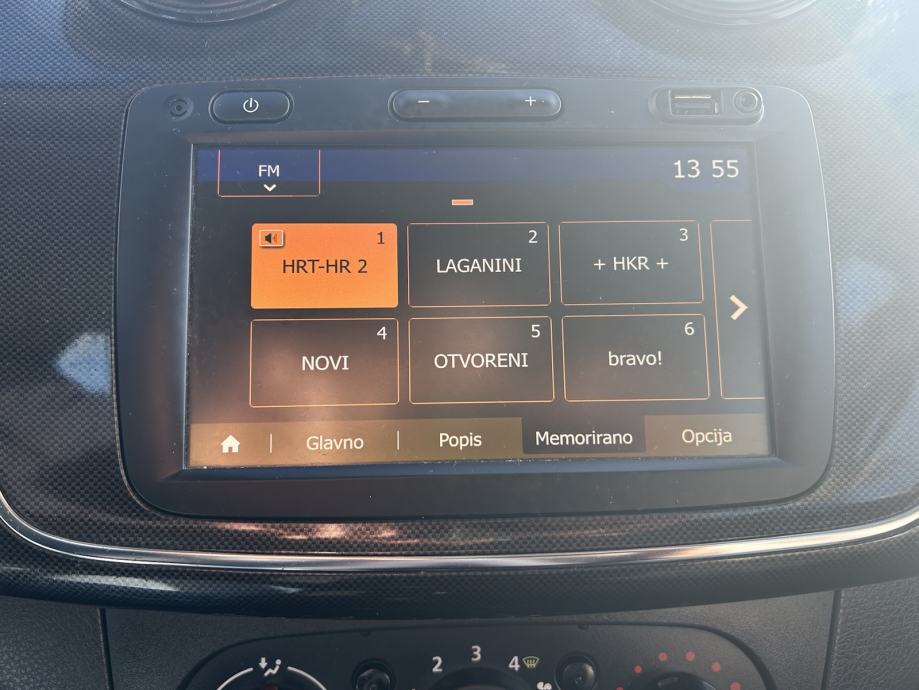 FM
13 55
1
HRT-HR 2
2
LAGANINI
3
+ HKR +
4
NOVI
5
OTVORENI
6
bravo!
Glavno
Popis
Memorirano
Opcija
2 3 4